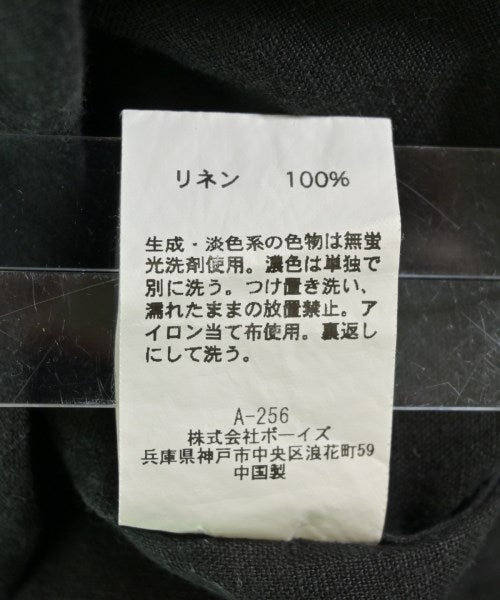 リネン 100%
生成・淡色系の色物は無蛍
光洗剤使用。濃色は単独で
別に洗う。つけ置き洗い、
濡れたままの放置禁止。ア
イロン当て布使用。裏返し
にして洗う。
A-256
株式会社ボーイズ
兵庫県神戸市中央区浪花町59
中国製